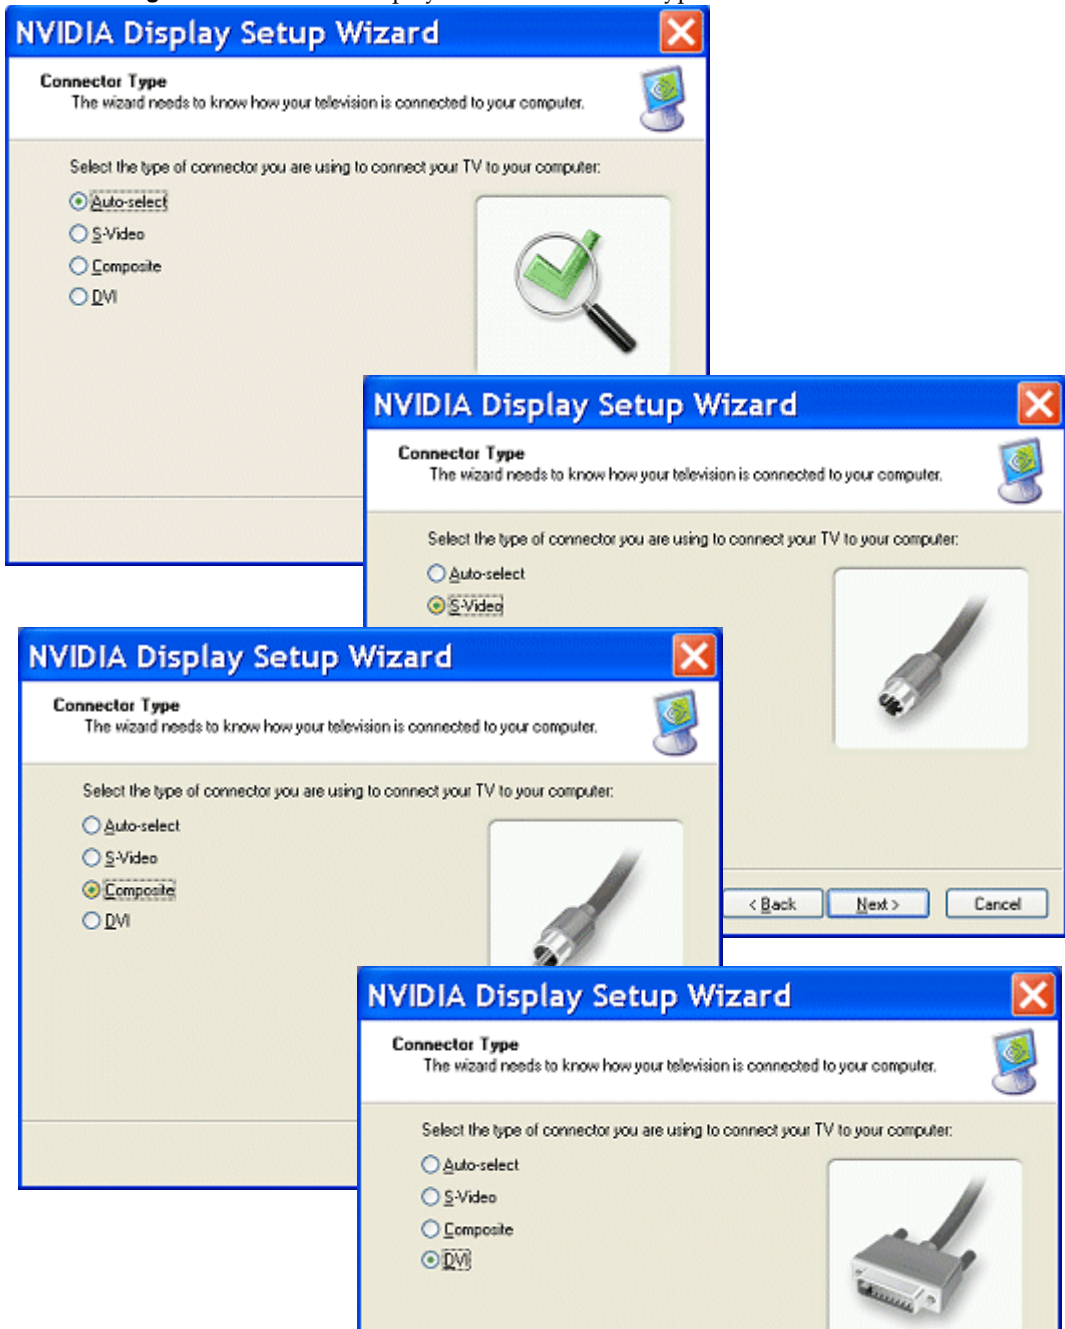 NVIDIA Display Setup Wizard
Connector Type
The wizard needs to know how your television is connected to your computer.
Select the type of connector you are using to connect your TV to your computer:
Auto-select
S-Video
Composite
DVI
NVIDIA Display Setup Wizard
Connector Type
The wizard needs to know how your television is connected to your computer.
Select the type of connector you are using to connect your TV to your computer:
Auto-select
S-Video
< Back
Next >
Cancel
NVIDIA Display Setup Wizard
Connector Type
The wizard needs to know how your television is connected to your computer.
Select the type of connector you are using to connect your TV to your computer:
Auto-select
S-Video
Composite
DVI
NVIDIA Display Setup Wizard
Connector Type
The wizard needs to know how your television is connected to your computer.
Select the type of connector you are using to connect your TV to your computer:
Auto-select
S-Video
Composite
DVI